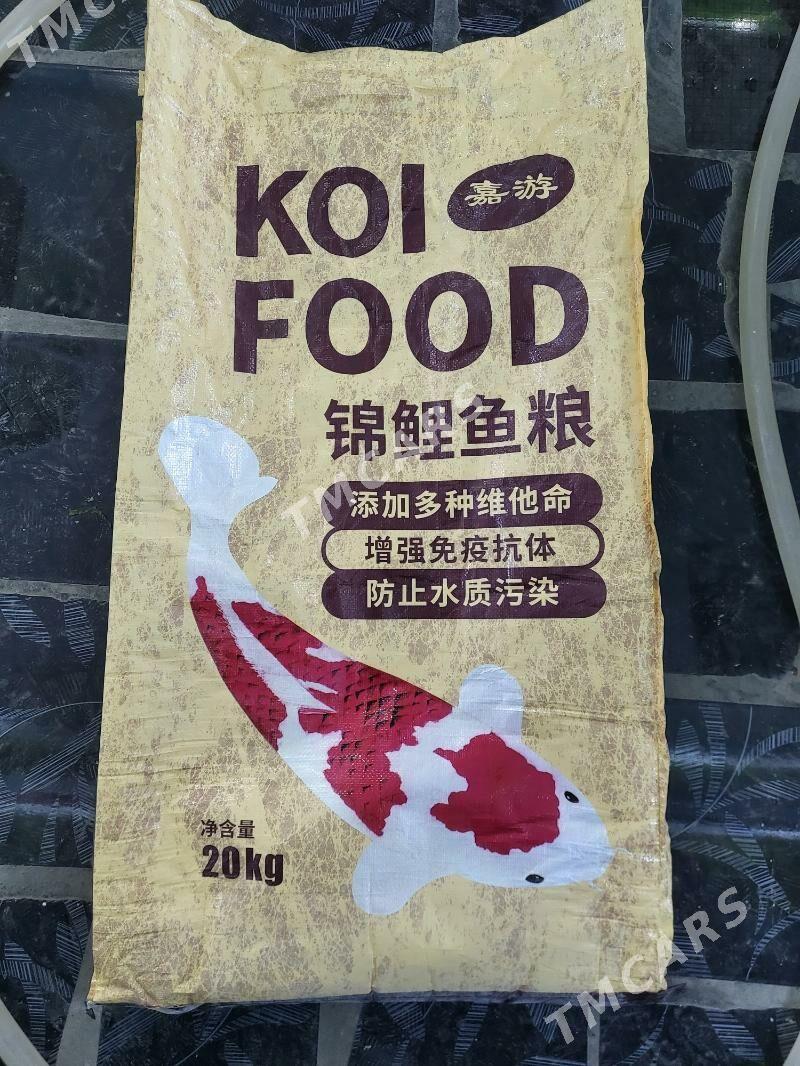 KOI 嘉游
FOOD
锦鲤鱼粮
添加多种维他命
增强免疫抗体
防止水质污染
净含量
20kg
TMCARS
TMCARS
TMCARS
TMCARS